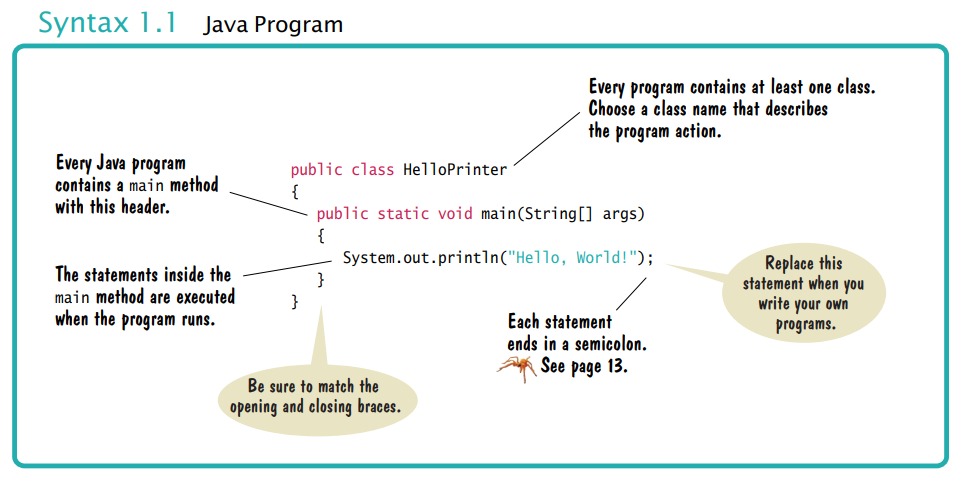 Syntax 1.1 Java Program
Every program contains at least one class.
Choose a class name that describes
the program action.
Every Java program
contains a main method
with this header.
public class HelloPrinter
{
public static void main(String[] args)
{
System.out.println("Hello, World!");
}
}
The statements inside the
main method are executed
when the program runs.
Replace this
statement when you
write your own
programs.
Each statement
ends in a semicolon.
See page 13.
Be sure to match the
opening and closing braces.